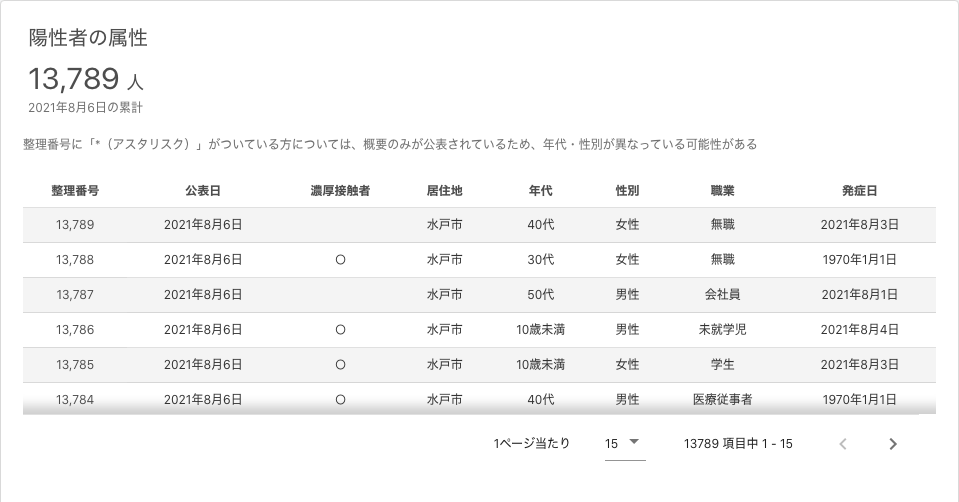 陽性者の属性
13,789 人
2021年8月6日の累計
整理番号に「*（アスタリスク）」がついている方については、概要のみが公表されているため、年代・性別が異なっている可能性がある
整理番号 公表日 濃厚接触者 居住地 年代 性別 職業 発症日
13,789 2021年8月6日 水戸市 40代 女性 無職 2021年8月3日
13,788 2021年8月6日 〇 水戸市 30代 女性 無職 1970年1月1日
13,787 2021年8月6日 水戸市 50代 男性 会社員 2021年8月1日
13,786 2021年8月6日 〇 水戸市 10歳未満 男性 未就学児 2021年8月4日
13,785 2021年8月6日 〇 水戸市 10歳未満 女性 学生 2021年8月3日
13,784 2021年8月6日 〇 水戸市 40代 男性 医療従事者 1970年1月1日
1ページ当たり 15 13789 項目中 1 - 15